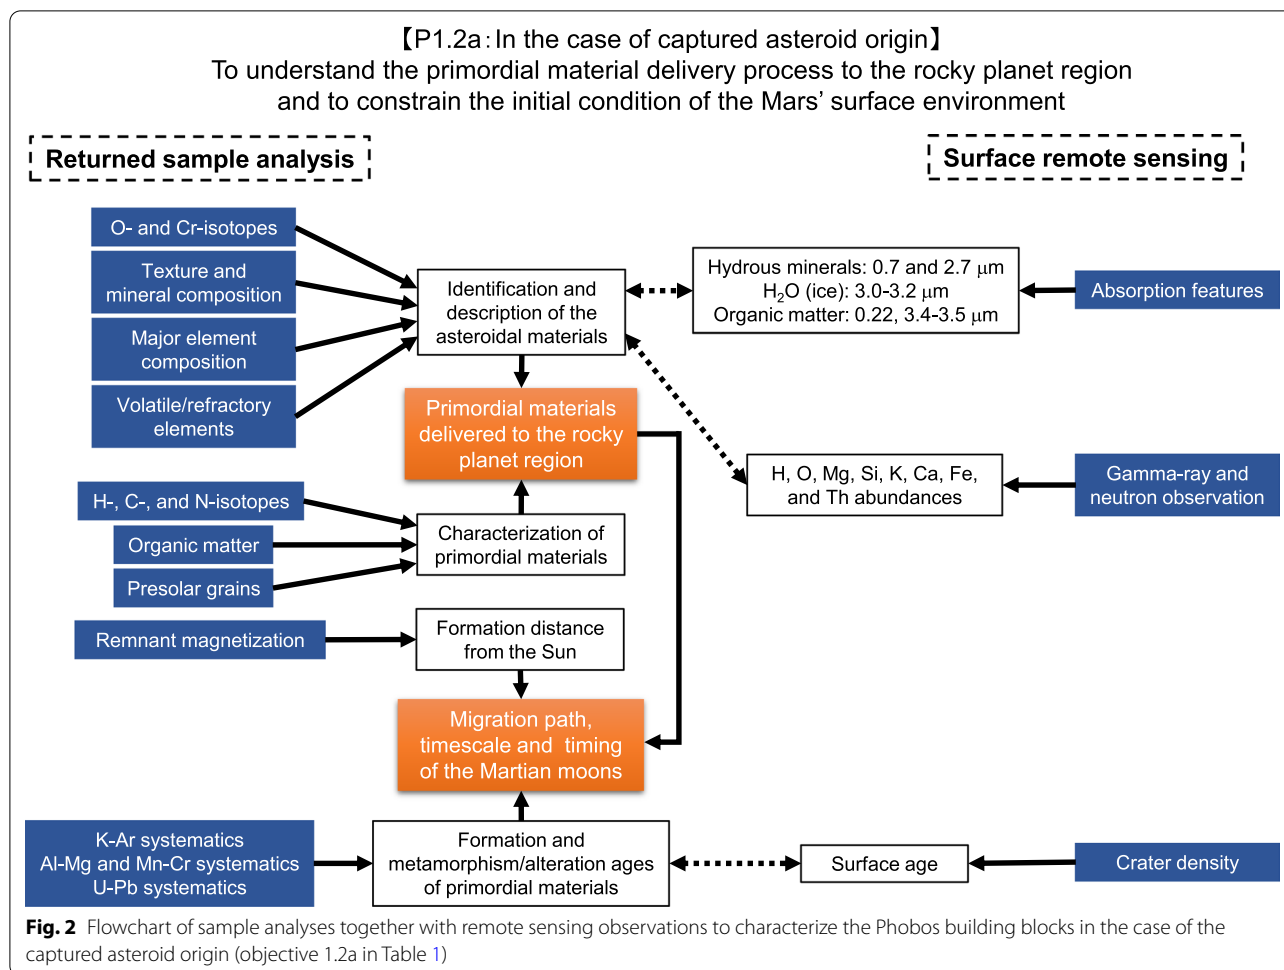 【P1.2a: In the case of captured asteroid origin】
To understand the primordial material delivery process to the rocky planet region
and to constrain the initial condition of the Mars' surface environment
Returned sample analysis
Surface remote sensing
O- and Cr-isotopes
Texture and
mineral composition
Major element
composition
Volatile/refractory
elements
Identification and
description of the
asteroidal materials
Hydrous minerals: 0.7 and 2.7 μm
H₂O (ice): 3.0-3.2 μm
Organic matter: 0.22, 3.4-3.5 μm
Absorption features
Primordial materials
delivered to the rocky
planet region
H, O, Mg, Si, K, Ca, Fe,
and Th abundances
Gamma-ray and
neutron observation
H-, C-, and N-isotopes
Organic matter
Presolar grains
Characterization of
primordial materials
Remnant magnetization
Formation distance
from the Sun
Migration path,
timescale and timing
of the Martian moons
K-Ar systematics
Al-Mg and Mn-Cr systematics
U-Pb systematics
Formation and
metamorphism/alteration ages
of primordial materials
Surface age
Crater density
Fig. 2 Flowchart of sample analyses together with remote sensing observations to characterize the Phobos building blocks in the case of the
captured asteroid origin (objective 1.2a in Table 1)